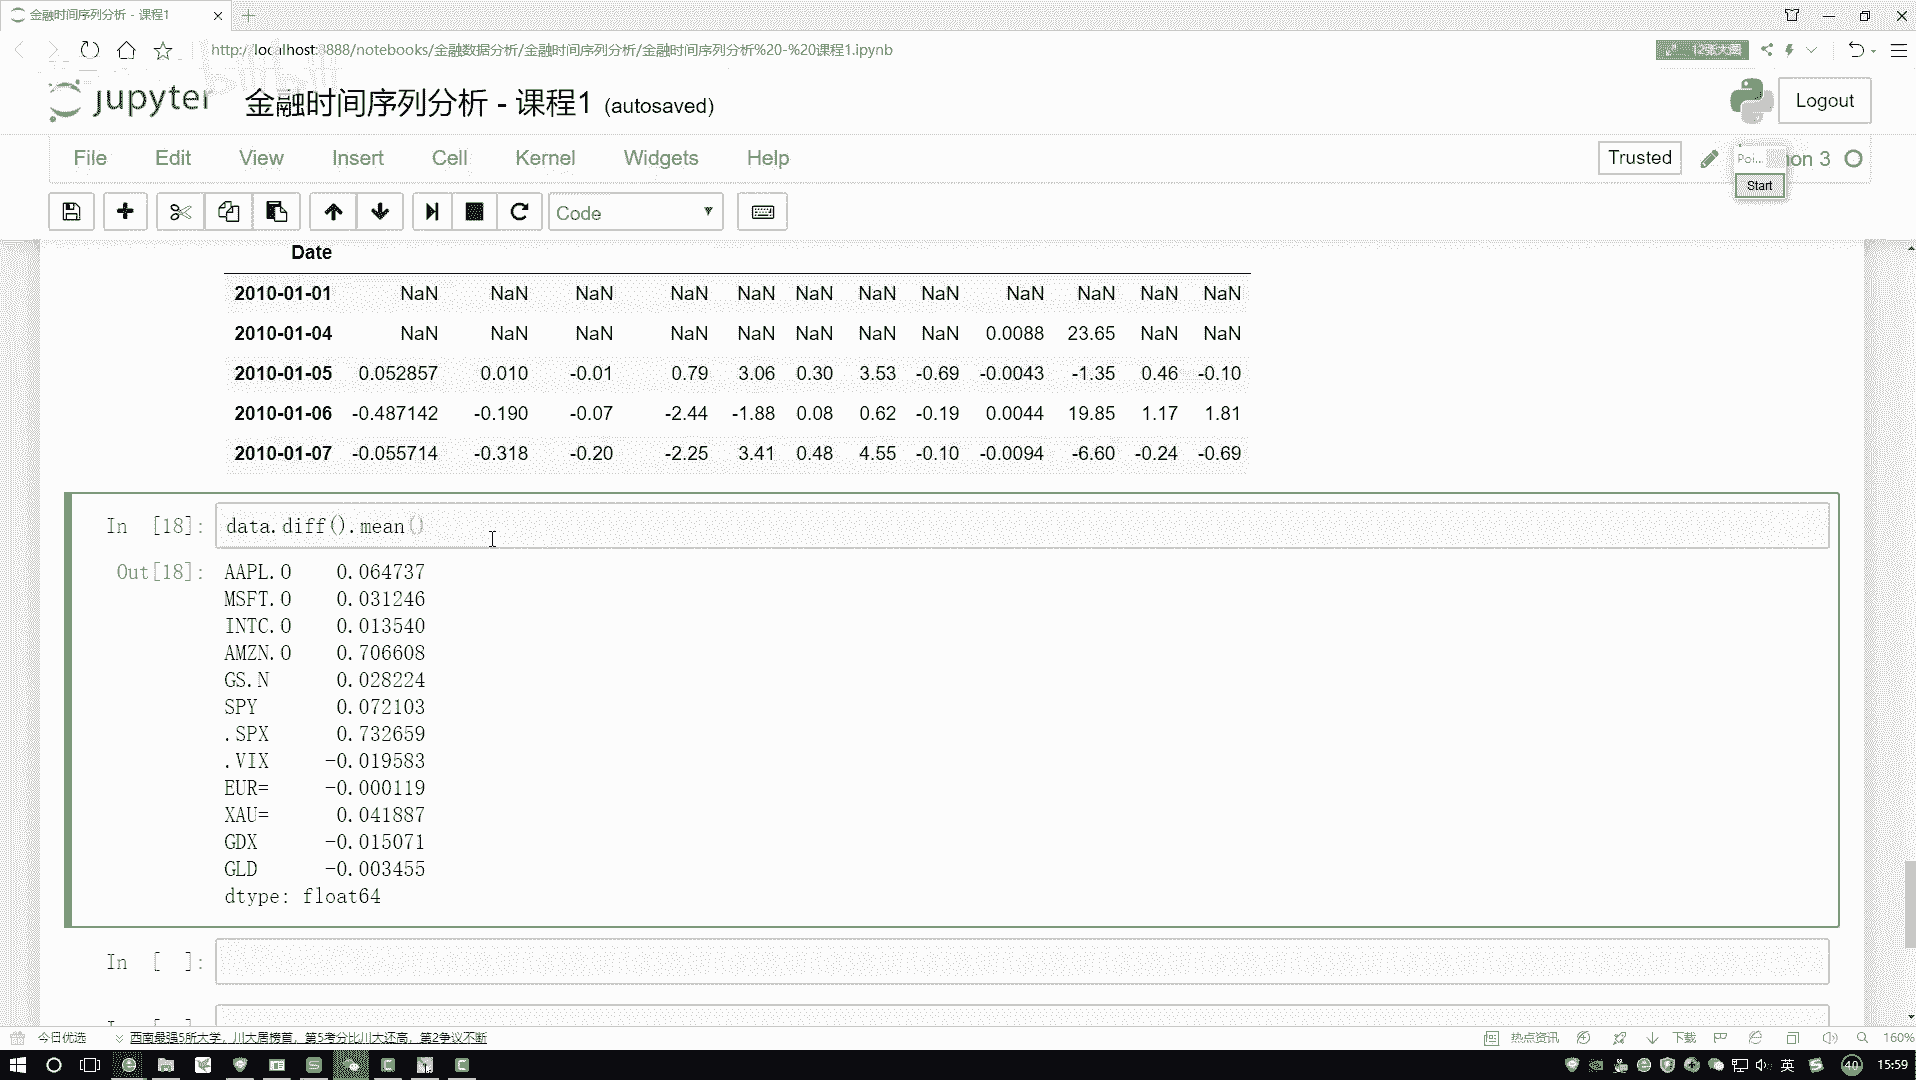 金融时间序列分析 - 课程1
http://localhost:8888/notebooks/金融数据分析/金融时间序列分析/金融时间序列分析%20-%20课程1.ipynb
12张大图
jupyter 金融时间序列分析 - 课程1 (autosaved)
Logout
File Edit View Insert Cell Kernel Widgets Help
Trusted
Poi... on 3
Start
Code
Date
2010-01-01 NaN NaN NaN NaN NaN NaN NaN NaN NaN NaN NaN NaN
2010-01-04 NaN NaN NaN NaN NaN NaN NaN NaN 0.0088 23.65 NaN NaN
2010-01-05 0.052857 0.010 -0.01 0.79 3.06 0.30 3.53 -0.69 -0.0043 -1.35 0.46 -0.10
2010-01-06 -0.487142 -0.190 -0.07 -2.44 -1.88 0.08 0.62 -0.19 0.0044 19.85 1.17 1.81
2010-01-07 -0.055714 -0.318 -0.20 -2.25 3.41 0.48 4.55 -0.10 -0.0094 -6.60 -0.24 -0.69
In [18]: data.diff().mean()
Out[18]: AAPL.O 0.064737
MSFT.O 0.031246
INTC.O 0.013540
AMZN.O 0.706608
GS.N 0.028224
SPY 0.072103
.SPX 0.732659
.VIX -0.019583
EUR= -0.000119
XAU= 0.041887
GDX -0.015071
GLD -0.003455
dtype: float64
In [ ]:
今日优选 西南最强5所大学，川大居榜首，第5考分比川大还高，第2争议不断
热点资讯 下载 160%
英 40 15:59